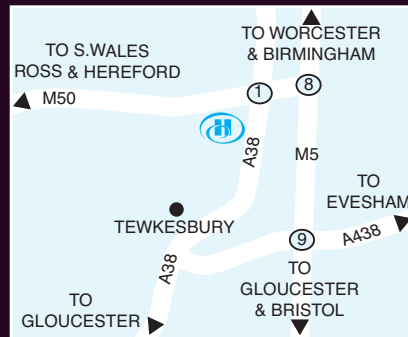 TO S.WALES
ROSS & HEREFORD
TO WORCESTER
& BIRMINGHAM
M50
1
8
H
A38
M5
TO
EVESHAM
TEWKESBURY
9
A438
A38
TO
GLOUCESTER
TO
GLOUCESTER
& BRISTOL